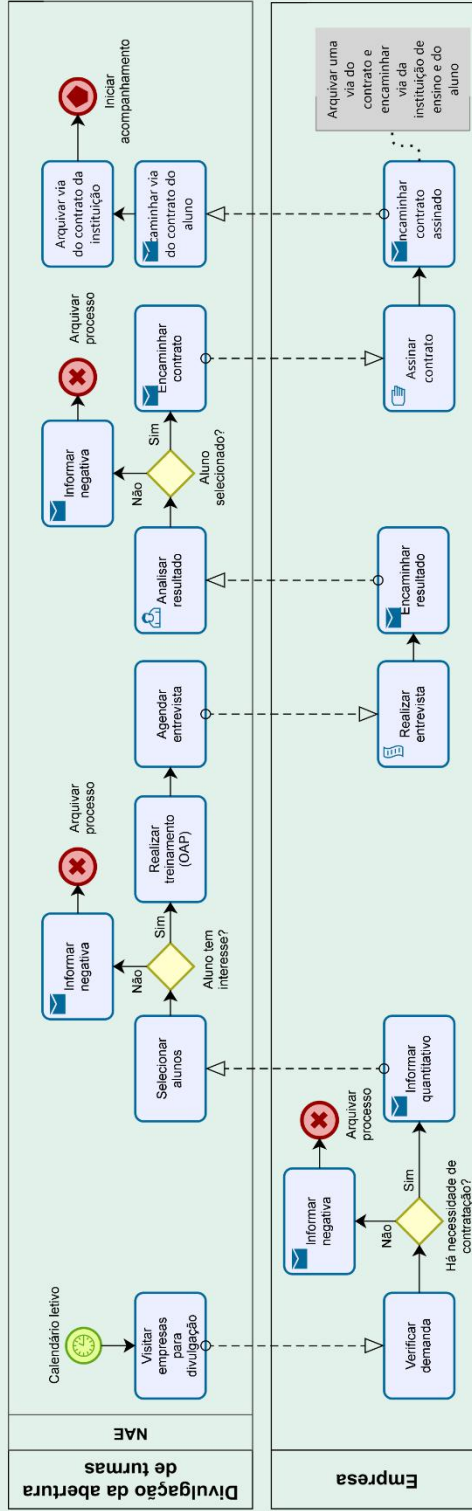 Divulgação da abertura
de turmas
NAE
Calendário letivo
Visitar
empresas
para
divulgação
Selecionar
alunos
Aluno tem
interesse?
Não
Sim
Informar
negativa
Arquivar
processo
Realizar
treinamento
(OAP)
Agendar
entrevista
Analisar
resultado
Aluno
selecionado?
Não
Sim
Informar
negativa
Arquivar
processo
Encaminhar
contrato
caminhar via
do contrato do
aluno
Arquivar via
do contrato da
instituição
Iniciar
acompanhamento
Empresa
Verificar
demanda
Há necessidade de
contratação?
Não
Sim
Informar
negativa
Arquivar
processo
Informar
quantitativo
Realizar
entrevista
Encaminhar
resultado
Assinar
contrato
ncaminhar
contrato
assinado
Arquivar uma
via do
contrato e
encaminhar
via da
instituição de
ensino e do
aluno